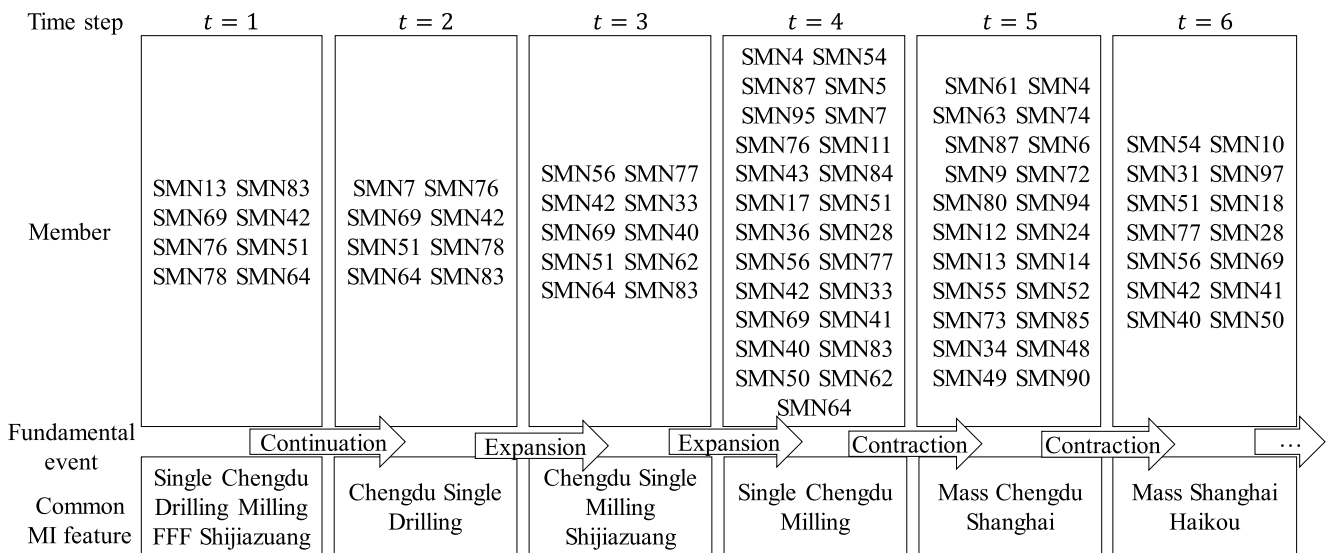 Time step
t = 1
t = 2
t = 3
t = 4
t = 5
t = 6
Member
SMN13 SMN83
SMN69 SMN42
SMN76 SMN51
SMN78 SMN64
SMN7 SMN76
SMN69 SMN42
SMN51 SMN78
SMN64 SMN83
SMN56 SMN77
SMN42 SMN33
SMN69 SMN40
SMN51 SMN62
SMN64 SMN83
SMN4 SMN54
SMN87 SMN5
SMN95 SMN7
SMN76 SMN11
SMN43 SMN84
SMN17 SMN51
SMN36 SMN28
SMN56 SMN77
SMN42 SMN33
SMN69 SMN41
SMN40 SMN83
SMN50 SMN62
SMN64
SMN61 SMN4
SMN63 SMN74
SMN87 SMN6
SMN9 SMN72
SMN80 SMN94
SMN12 SMN24
SMN13 SMN14
SMN55 SMN52
SMN73 SMN85
SMN34 SMN48
SMN49 SMN90
SMN54 SMN10
SMN31 SMN97
SMN51 SMN18
SMN77 SMN28
SMN56 SMN69
SMN42 SMN41
SMN40 SMN50
Fundamental
event
Continuation
Expansion
Expansion
Contraction
Contraction
…
Common
MI feature
Single Chengdu
Drilling Milling
FFF Shijiazuang
Chengdu Single
Drilling
Chengdu Single
Milling
Shijiazuang
Single Chengdu
Milling
Mass Chengdu
Shanghai
Mass Shanghai
Haikou